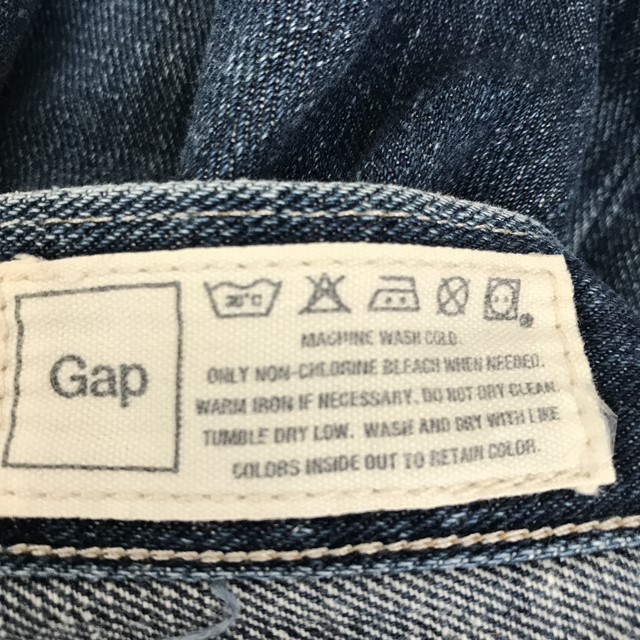 Gap
30°C
MACHINE WASH COLD.
ONLY NON-CHLORINE BLEACH WHEN NEEDED.
WARM IRON IF NECESSARY. DO NOT DRY CLEAN.
TUMBLE DRY LOW. WASH AND DRY WITH LIKE
COLORS INSIDE OUT TO RETAIN COLOR.